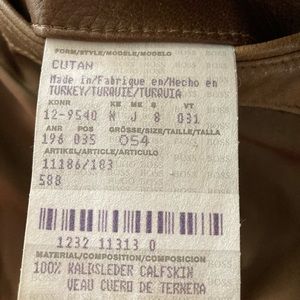 FORM/STYLE/MODELE/MODELO
CUTAN
Made in/Fabrique en/Hecho en
TURKEY/TURQUIE/TURQUIA
KONR KE ME S VT
12-9540 N J 8 031
ANR POS GRÖSSE/SIZE/TAILLE/TALLA
196 035 054
ARTIKEL/ARTICLE/ARTICULO
11186/183
588
1232 11313 0
MATERIAL/COMPOSITION/COMPOSICION
100% KALBSLEDER CALFSKIN
VEAU CUERO DE TERNERA